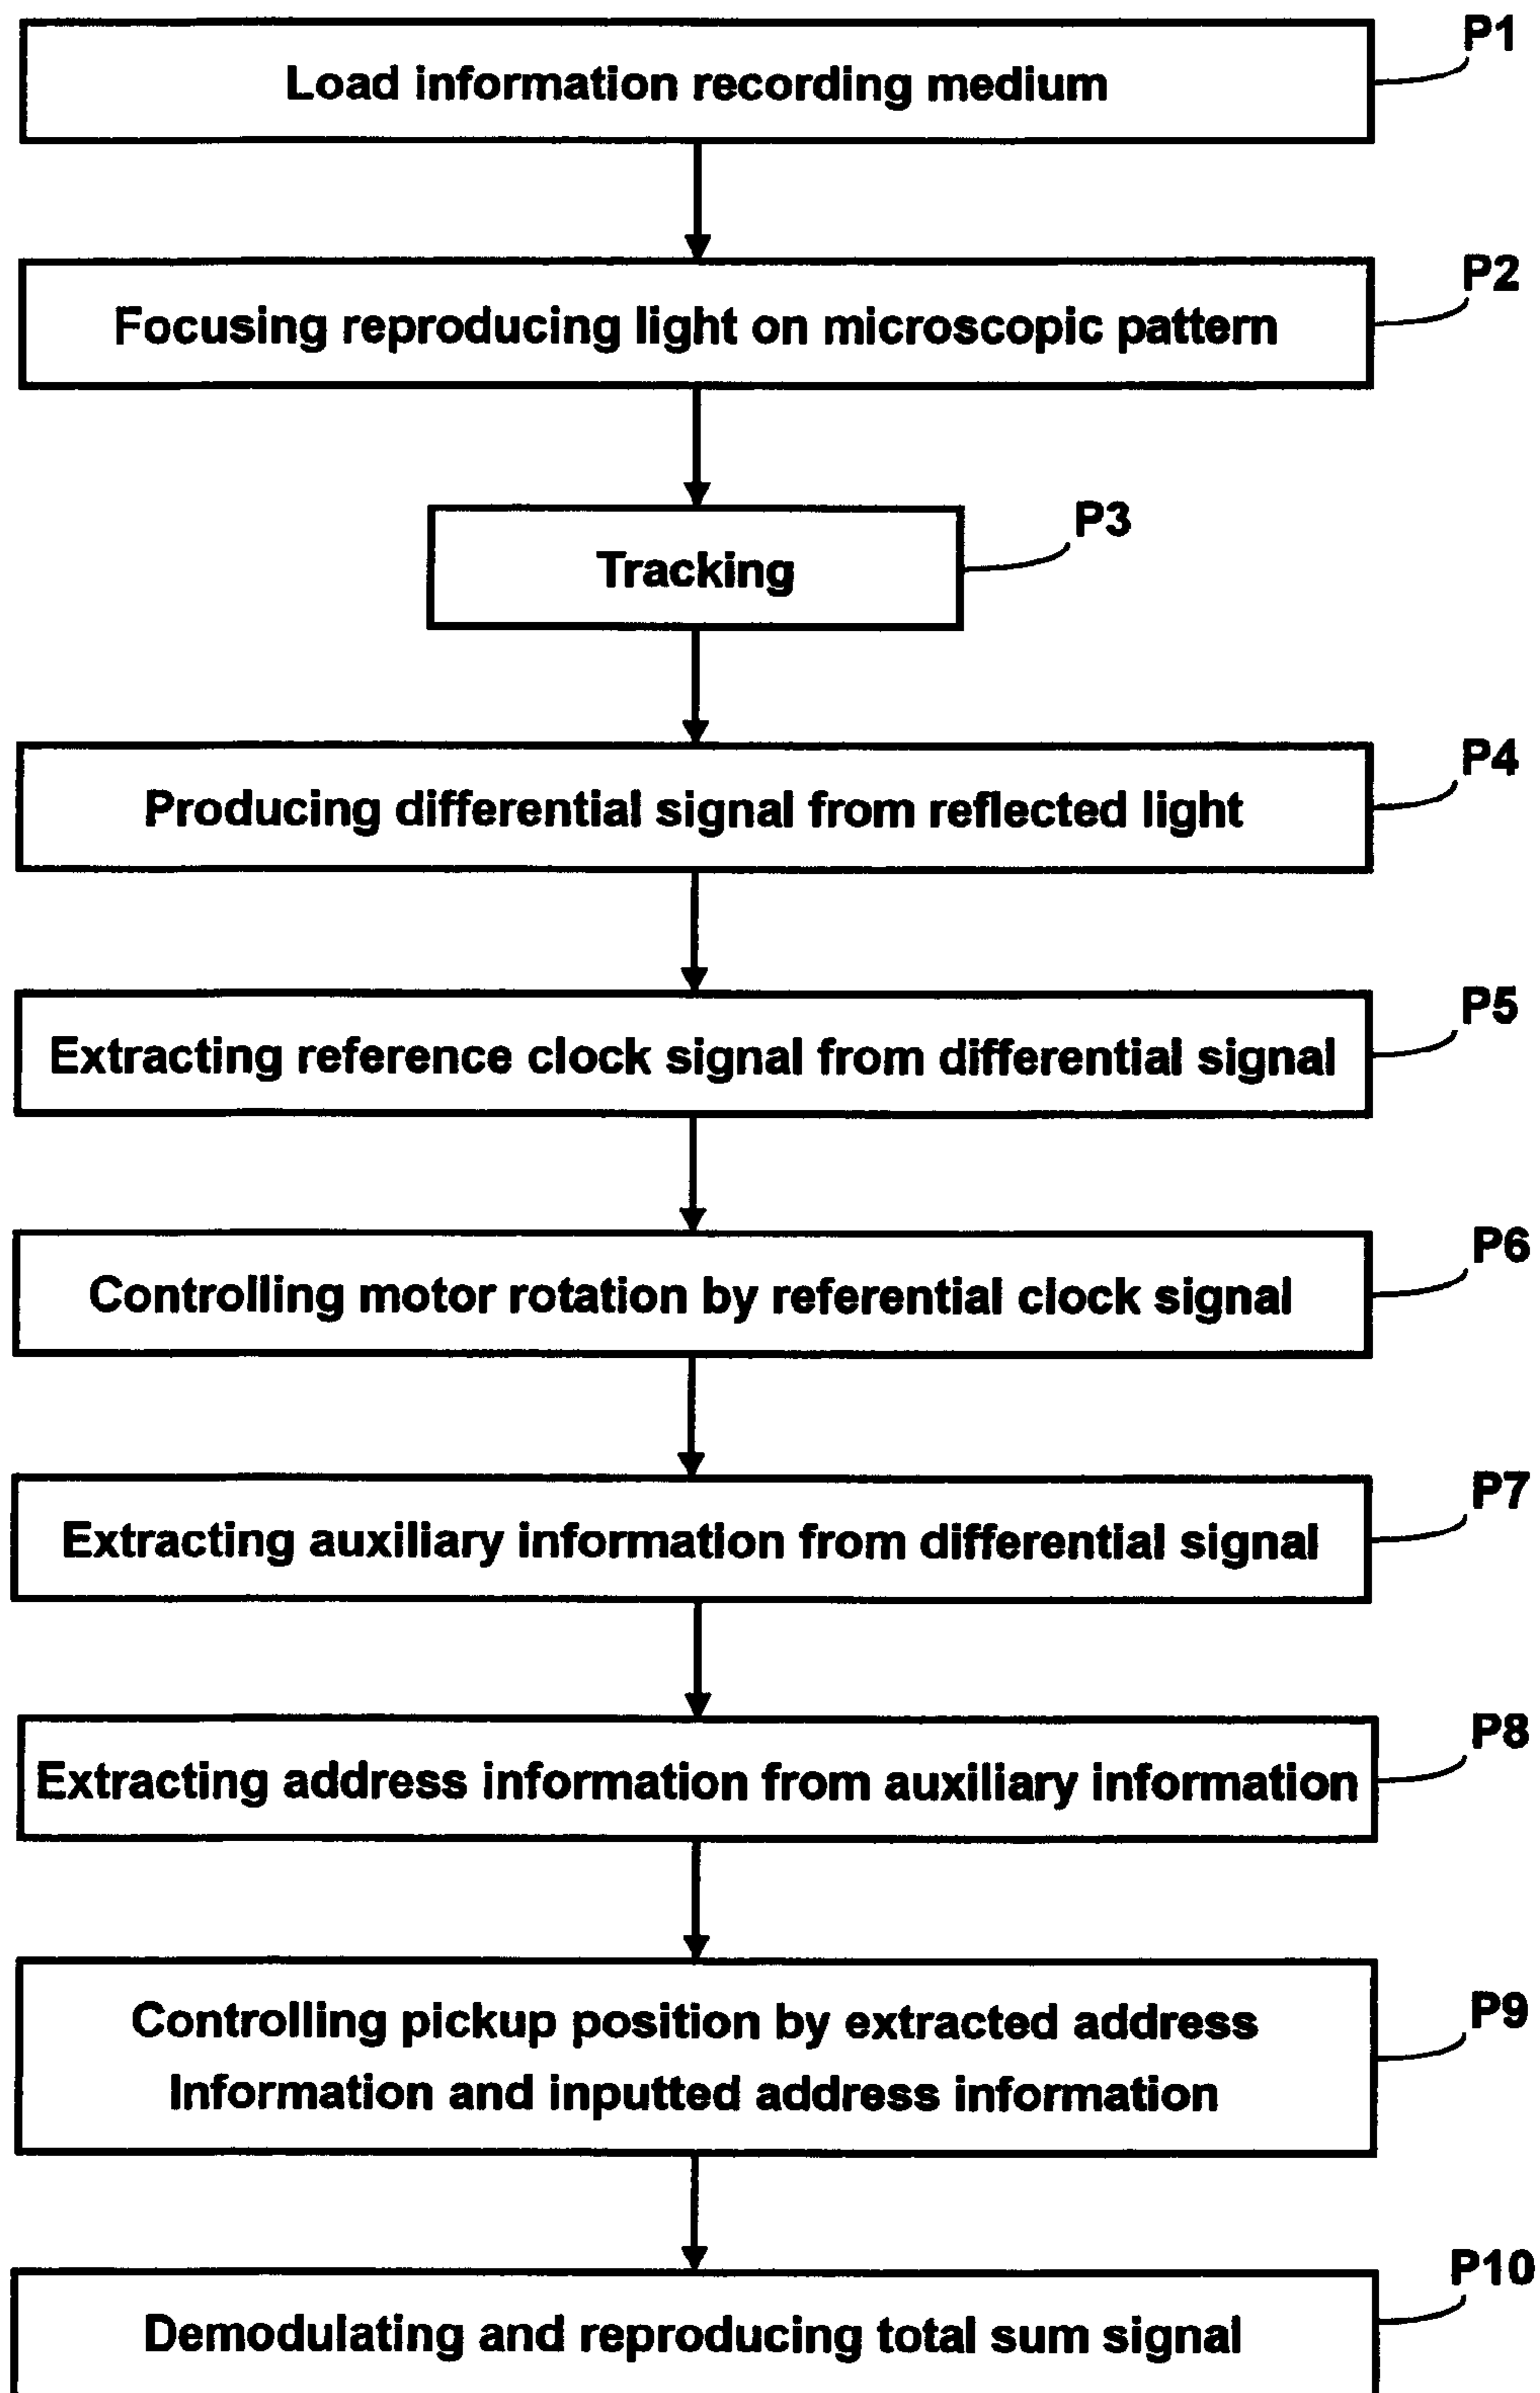 P1
Load information recording medium
P2
Focusing reproducing light on microscopic pattern
P3
Tracking
P4
Producing differential signal from reflected light
P5
Extracting reference clock signal from differential signal
P6
Controlling motor rotation by referential clock signal
P7
Extracting auxiliary information from differential signal
P8
Extracting address information from auxiliary information
P9
Controlling pickup position by extracted address
Information and inputted address information
P10
Demodulating and reproducing total sum signal